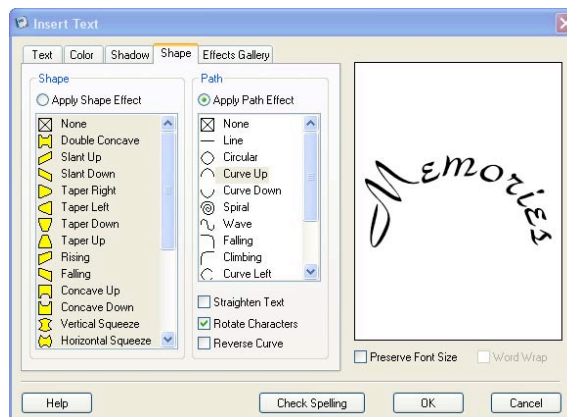 Insert Text
Text Color Shadow Shape Effects Gallery
Shape
Apply Shape Effect
None
Double Concave
Slant Up
Slant Down
Taper Right
Taper Left
Taper Down
Taper Up
Rising
Falling
Concave Up
Concave Down
Vertical Squeeze
Horizontal Squeeze
Path
Apply Path Effect
None
Line
Circular
Curve Up
Curve Down
Spiral
Wave
Falling
Climbing
Curve Left
Straighten Text
Rotate Characters
Reverse Curve
Memories
Preserve Font Size Word Wrap
Help Check Spelling OK Cancel